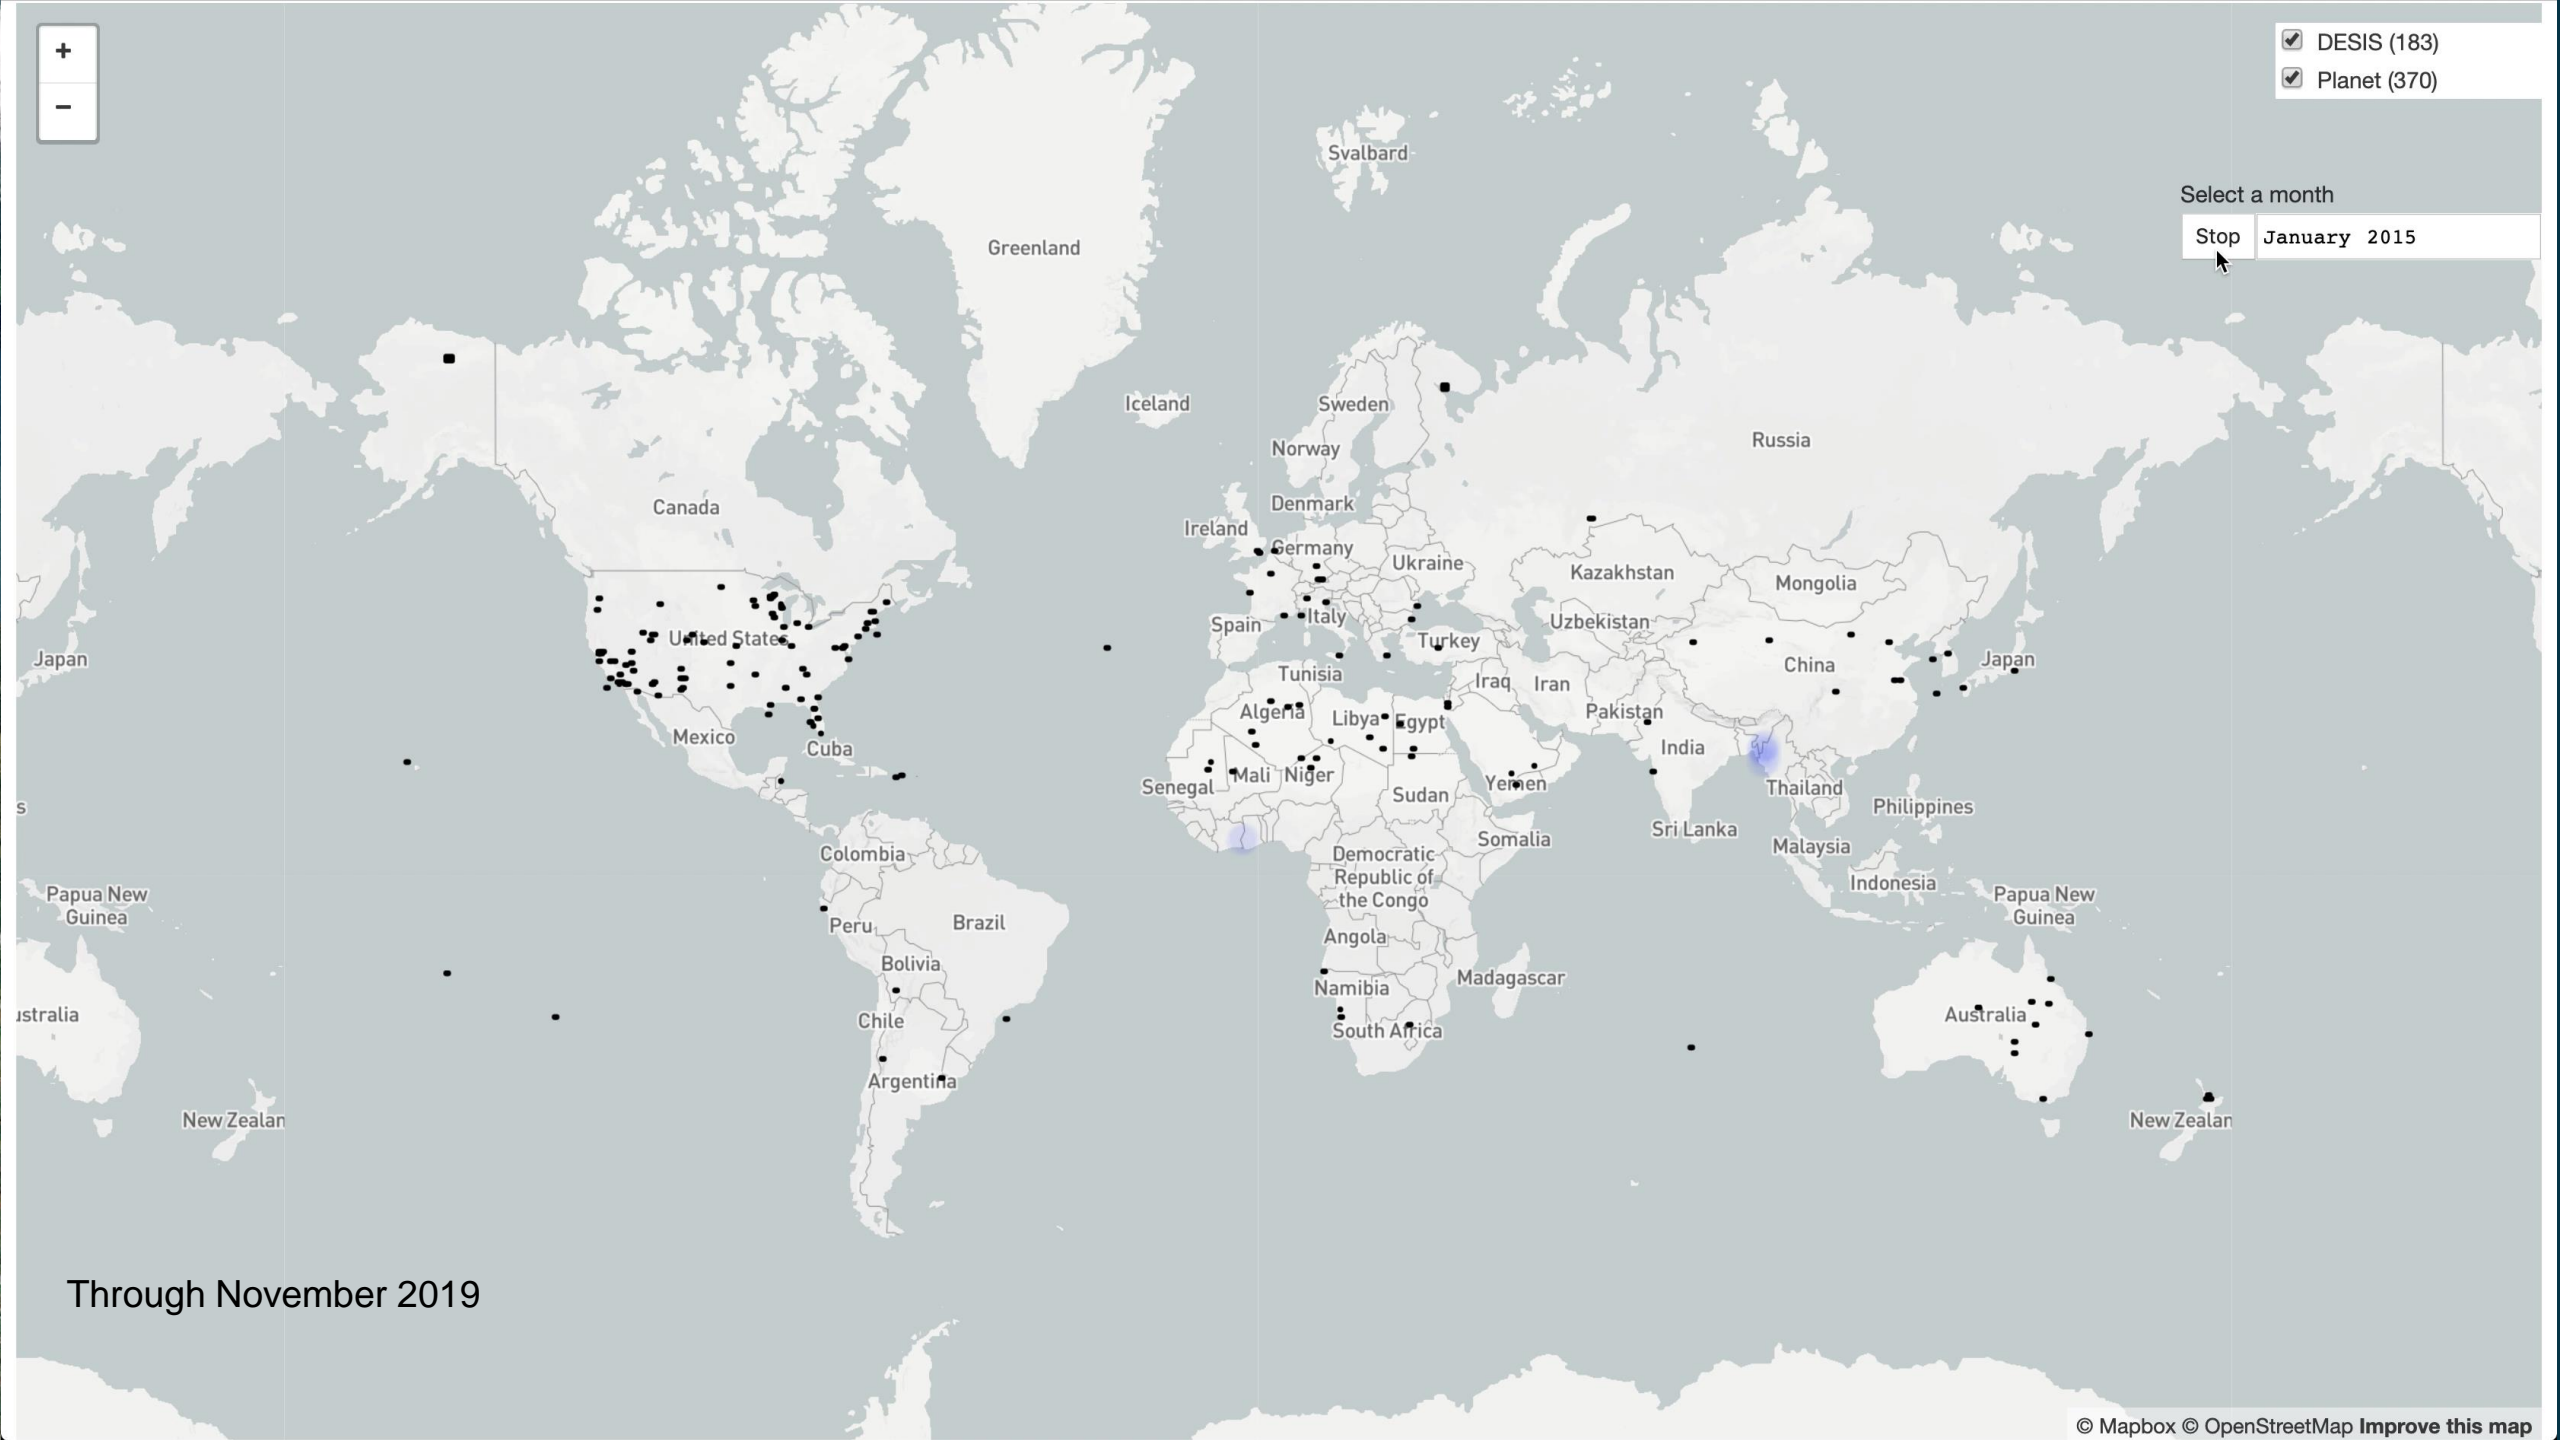 +
−
DESIS (183)
Planet (370)
Select a month
Stop
January 2015
Svalbard
Greenland
Iceland
Sweden
Norway
Russia
Canada
Denmark
Ireland
Germany
Ukraine
Kazakhstan
Mongolia
Uzbekistan
Italy
Spain
Turkey
United States
Japan
Japan
China
Tunisia
Iraq
Iran
Algeria
Libya
Egypt
Pakistan
Mexico
Cuba
India
Senegal
Mali
Niger
Yemen
Sudan
Thailand
Philippines
s
Sri Lanka
Somalia
Malaysia
Colombia
Democratic
Republic of
the Congo
Indonesia
Papua New
Guinea
Papua New
Guinea
Peru
Brazil
Angola
Bolivia
Namibia
Madagascar
ustralia
Chile
South Africa
Australia
Argentina
New Zealan
New Zealan
Through November 2019
© Mapbox © OpenStreetMap Improve this map